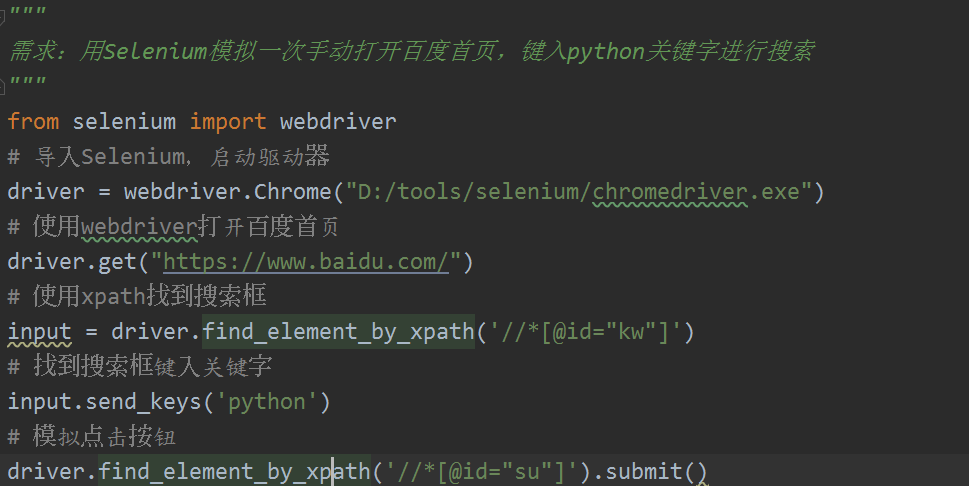 """
需求：用Selenium模拟一次手动打开百度首页，键入python关键字进行搜索
"""
from selenium import webdriver
# 导入Selenium，启动驱动器
driver = webdriver.Chrome("D:/tools/selenium/chromedriver.exe")
# 使用webdriver打开百度首页
driver.get("https://www.baidu.com/")
# 使用xpath找到搜索框
input = driver.find_element_by_xpath('//*[@id="kw"]')
# 找到搜索框键入关键字
input.send_keys('python')
# 模拟点击按钮
driver.find_element_by_xpath('//*[@id="su"]').submit()